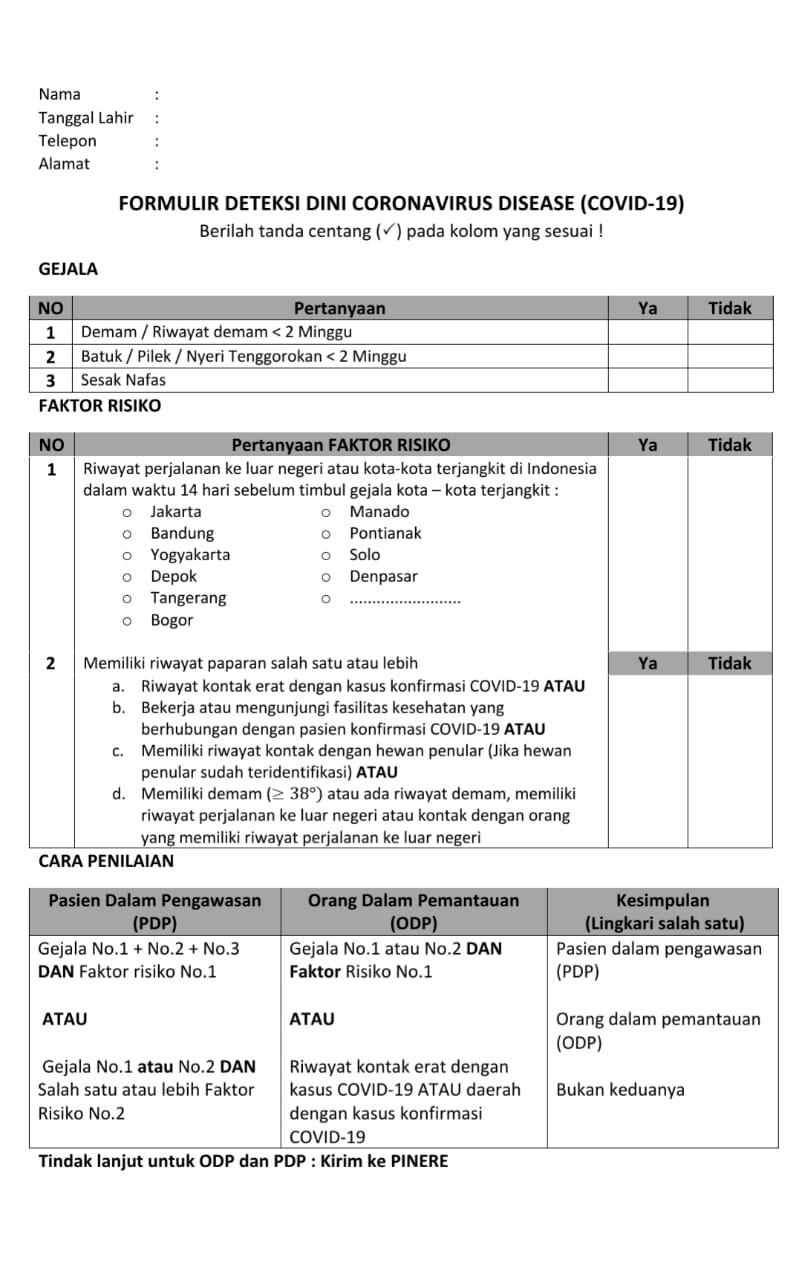 Nama :
Tanggal Lahir :
Telepon :
Alamat :
FORMULIR DETEKSI DINI CORONAVIRUS DISEASE (COVID-19)
Berilah tanda centang (✓) pada kolom yang sesuai !
GEJALA
NO Pertanyaan Ya Tidak
1 Demam / Riwayat demam < 2 Minggu
2 Batuk / Pilek / Nyeri Tenggorokan < 2 Minggu
3 Sesak Nafas
FAKTOR RISIKO
NO Pertanyaan FAKTOR RISIKO Ya Tidak
1 Riwayat perjalanan ke luar negeri atau kota-kota terjangkit di Indonesia
dalam waktu 14 hari sebelum timbul gejala kota – kota terjangkit :
○ Jakarta ○ Manado
○ Bandung ○ Pontianak
○ Yogyakarta ○ Solo
○ Depok ○ Denpasar
○ Tangerang ○ .........................
○ Bogor
2 Memiliki riwayat paparan salah satu atau lebih Ya Tidak
a. Riwayat kontak erat dengan kasus konfirmasi COVID-19 ATAU
b. Bekerja atau mengunjungi fasilitas kesehatan yang
berhubungan dengan pasien konfirmasi COVID-19 ATAU
c. Memiliki riwayat kontak dengan hewan penular (Jika hewan
penular sudah teridentifikasi) ATAU
d. Memiliki demam (≥ 38°) atau ada riwayat demam, memiliki
riwayat perjalanan ke luar negeri atau kontak dengan orang
yang memiliki riwayat perjalanan ke luar negeri
CARA PENILAIAN
Pasien Dalam Pengawasan
(PDP)
Orang Dalam Pemantauan
(ODP)
Kesimpulan
(Lingkari salah satu)
Gejala No.1 + No.2 + No.3
DAN Faktor risiko No.1
ATAU
Gejala No.1 atau No.2 DAN
Salah satu atau lebih Faktor
Risiko No.2
Gejala No.1 atau No.2 DAN
Faktor Risiko No.1
ATAU
Riwayat kontak erat dengan
kasus COVID-19 ATAU daerah
dengan kasus konfirmasi
COVID-19
Pasien dalam pengawasan
(PDP)
Orang dalam pemantauan
(ODP)
Bukan keduanya
Tindak lanjut untuk ODP dan PDP : Kirim ke PINERE